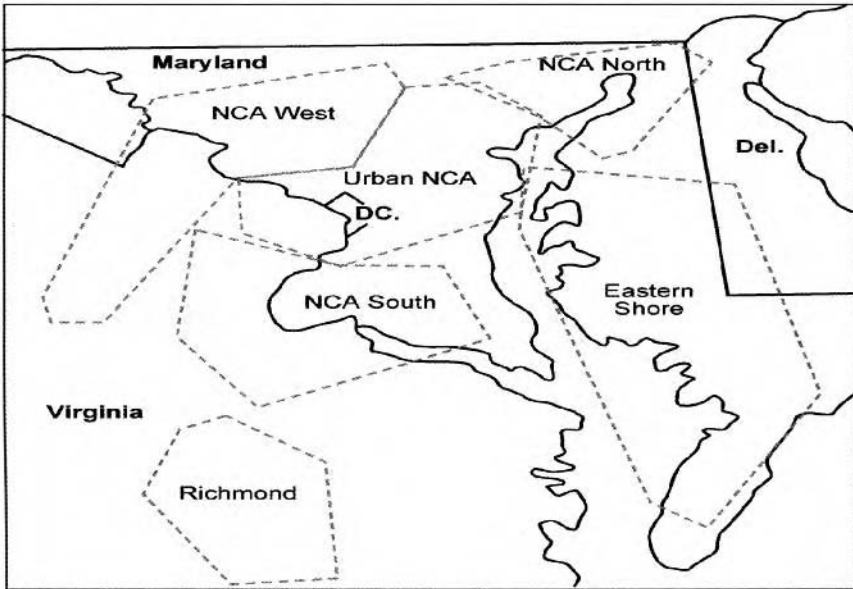 Maryland
NCA North
NCA West
Del.
Urban NCA
DC.
NCA South
Eastern
Shore
Virginia
Richmond